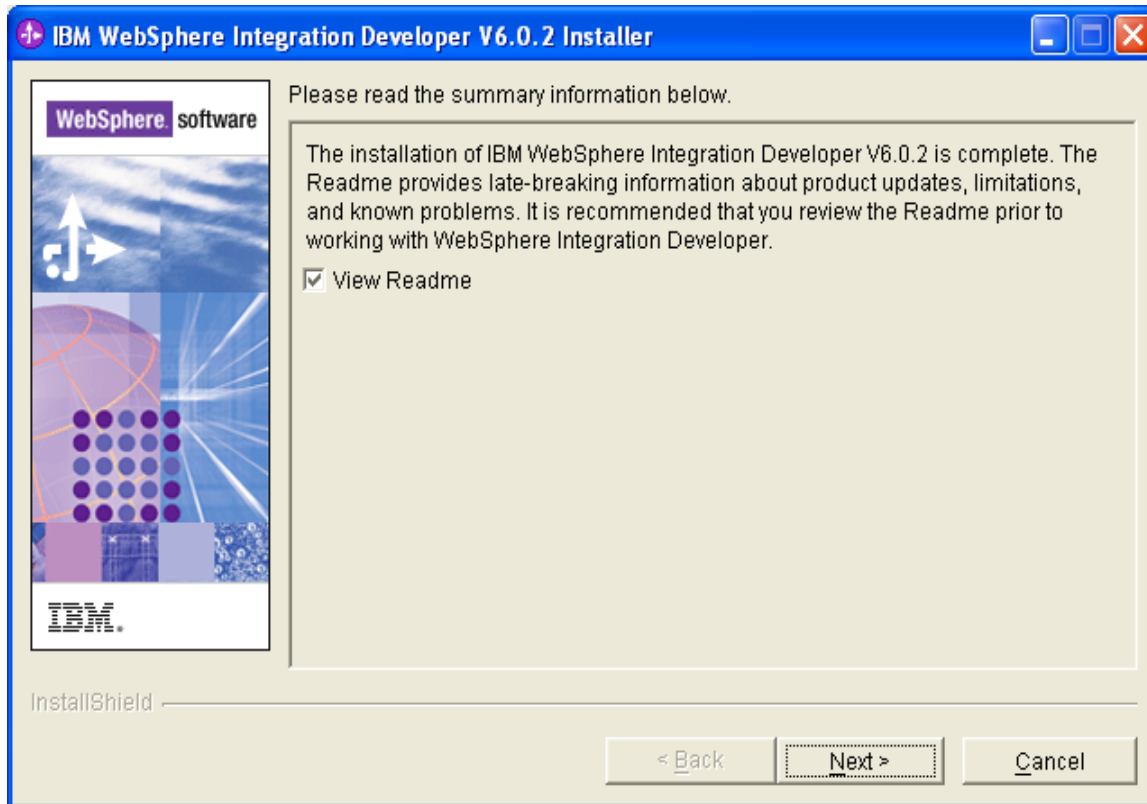 IBM WebSphere Integration Developer V6.0.2 Installer
WebSphere. software
Please read the summary information below.
The installation of IBM WebSphere Integration Developer V6.0.2 is complete. The
Readme provides late-breaking information about product updates, limitations,
and known problems. It is recommended that you review the Readme prior to
working with WebSphere Integration Developer.
View Readme
IBM.
InstallShield
< Back
Next >
Cancel